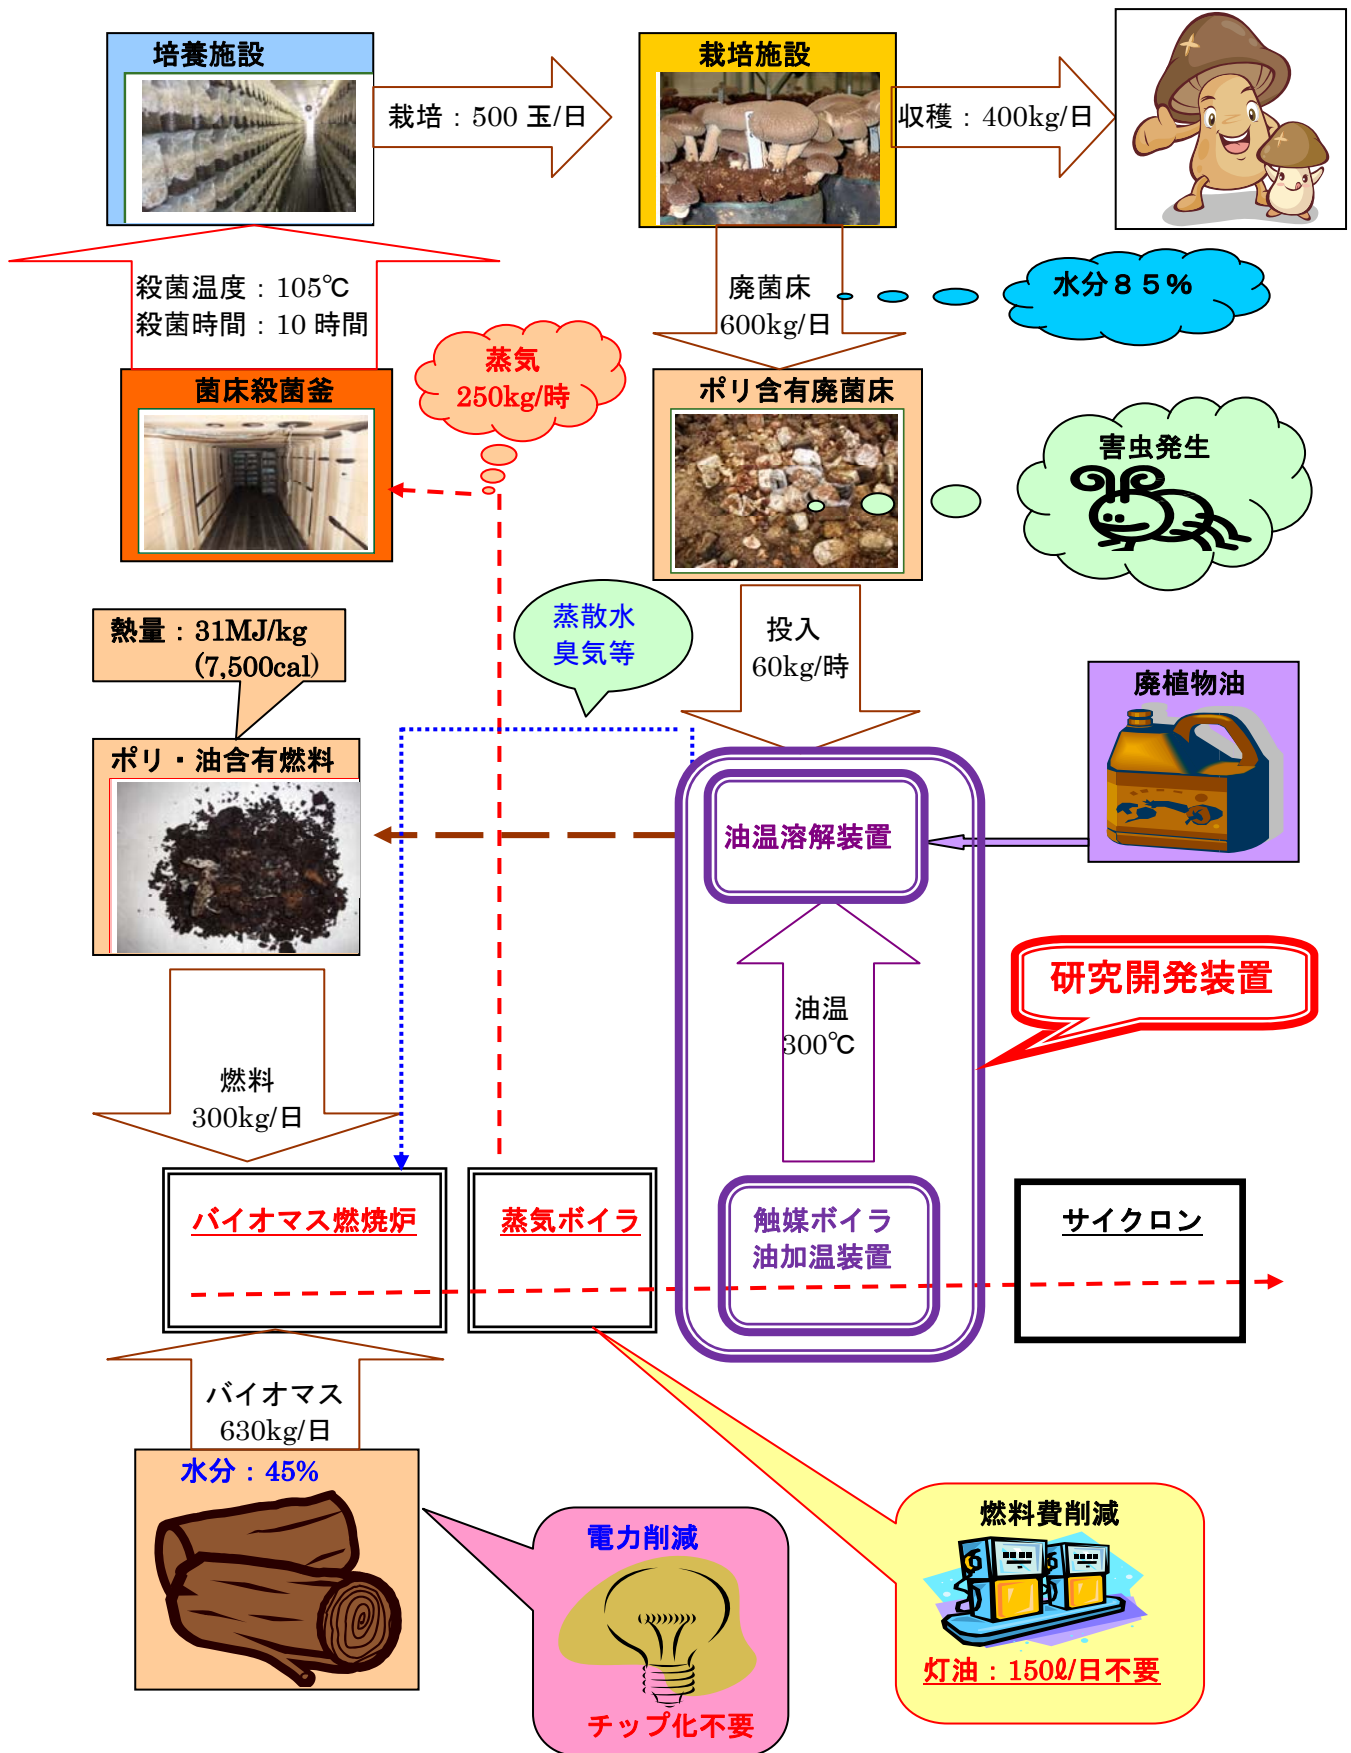 培養施設
栽培：500 玉/日
栽培施設
収穫：400kg/日
殺菌温度：105℃
殺菌時間：10 時間
廃菌床
600kg/日
水分８５%
蒸気
250kg/時
菌床殺菌釜
ポリ含有廃菌床
害虫発生
蒸散水
臭気等
投入
60kg/時
熱量：31MJ/kg
(7,500cal)
廃植物油
ポリ・油含有燃料
油温溶解装置
研究開発装置
油温
300℃
燃料
300kg/日
バイオマス燃焼炉
蒸気ボイラ
触媒ボイラ
油加温装置
サイクロン
バイオマス
630kg/日
水分：45%
電力削減
チップ化不要
燃料費削減
灯油：150ℓ/日不要